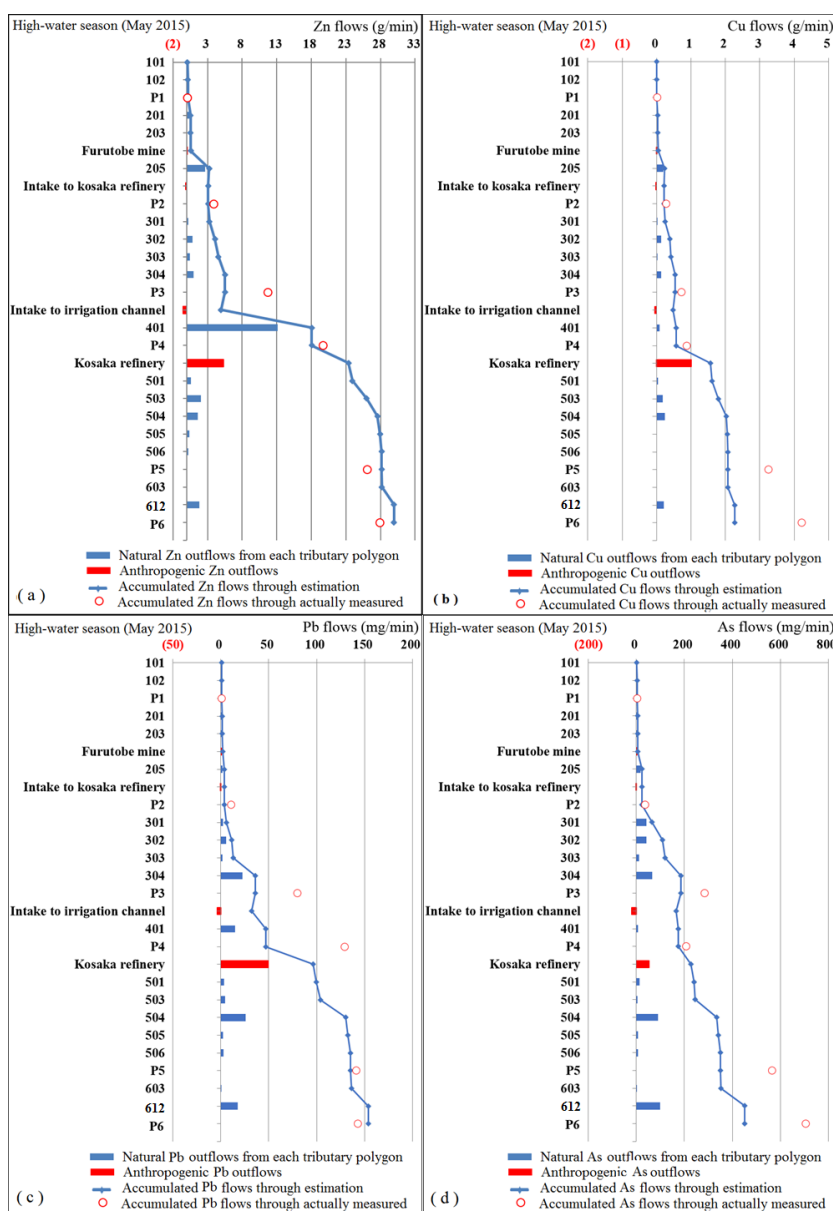 High-water season (May 2015) Zn flows (g/min)
(2) 3 8 13 18 23 28 33
101
102
P1
201
203
Furutobe mine
205
Intake to kosaka refinery
P2
301
302
303
304
P3
Intake to irrigation channel
401
P4
Kosaka refinery
501
503
504
505
506
P5
603
612
P6
Natural Zn outflows from each tributary polygon
Anthropogenic Zn outflows
Accumulated Zn flows through estimation
Accumulated Zn flows through actually measured
( a )
High-water season (May 2015) Cu flows (g/min)
(2) (1) 0 1 2 3 4 5
Natural Cu outflows from each tributary polygon
Anthropogenic Cu outflows
Accumulated Cu flows through estimation
Accumulated Cu flows through actually measured
( b )
High-water season (May 2015) Pb flows (mg/min)
(50) 0 50 100 150 200
101
102
P1
201
203
Furutobe mine
205
Intake to kosaka refinery
P2
301
302
303
304
P3
Intake to irrigation channel
401
P4
Kosaka refinery
501
503
504
505
506
P5
603
612
P6
Natural Pb outflows from each tributary polygon
Anthropogenic Pb outflows
Accumulated Pb flows through estimation
Accumulated Pb flows through actually measured
( c )
High-water season (May 2015) As flows (mg/min)
(200) 0 200 400 600 800
Natural As outflows from each tributary polygon
Anthropogenic As outflows
Accumulated As flows through estimation
Accumulated As flows through actually measured
( d )
101
102
P1
201
203
Furutobe mine
205
Intake to kosaka refinery
P2
301
302
303
304
P3
Intake to irrigation channel
401
P4
Kosaka refinery
501
503
504
505
506
P5
603
612
P6
101
102
P1
201
203
Furutobe mine
205
Intake to kosaka refinery
P2
301
302
303
304
P3
Intake to irrigation channel
401
P4
Kosaka refinery
501
503
504
505
506
P5
603
612
P6